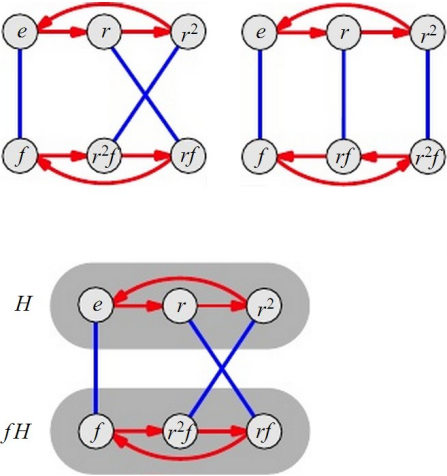 e r r² e r r²
f r²f rf f rf r²f
H e r r²
fH f r²f rf